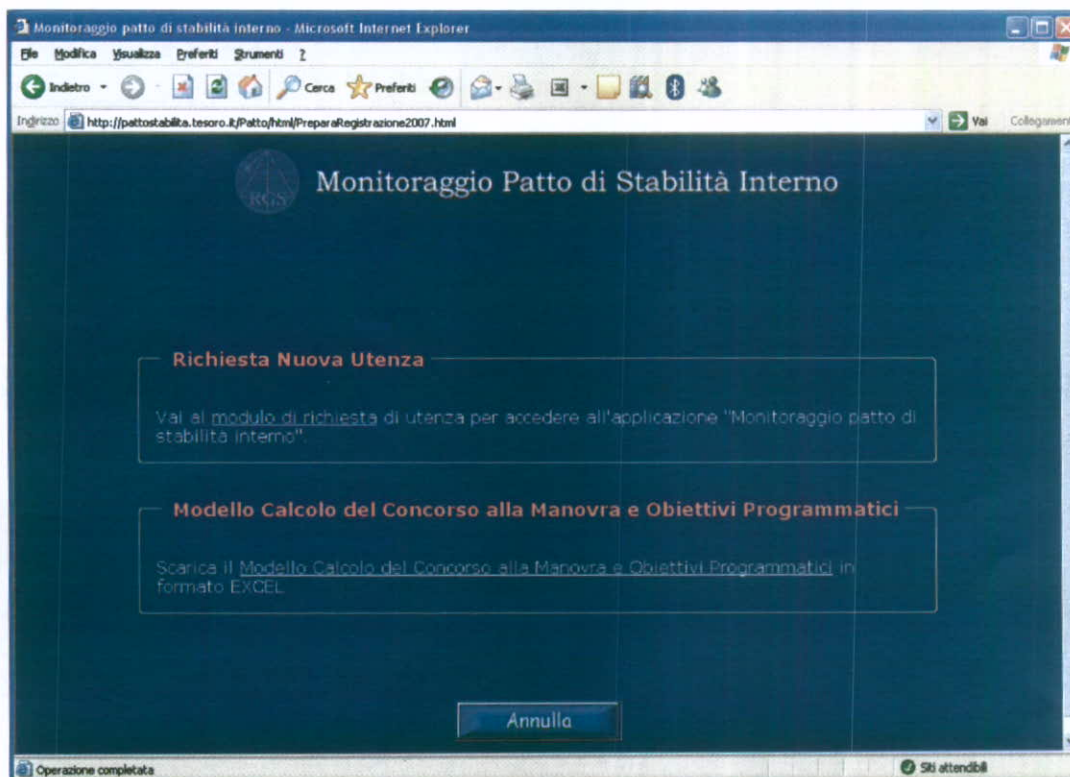 Monitoraggio patto di stabilità interno - Microsoft Internet Explorer
File Modifica Visualizza Preferiti Strumenti ?
Indietro Cerca Preferiti
Indirizzo http://pattostabilita.tesoro.it/Patto/html/PreparaRegistrazione2007.html Vai Collegamenti
RGS Monitoraggio Patto di Stabilità Interno
Richiesta Nuova Utenza
Vai al modulo di richiesta di utenza per accedere all'applicazione "Monitoraggio patto di
stabilità interno".
Modello Calcolo del Concorso alla Manovra e Obiettivi Programmatici
Scarica il Modello Calcolo del Concorso alla Manovra e Obiettivi Programmatici in
formato EXCEL
Annulla
Operazione completata Siti attendibili